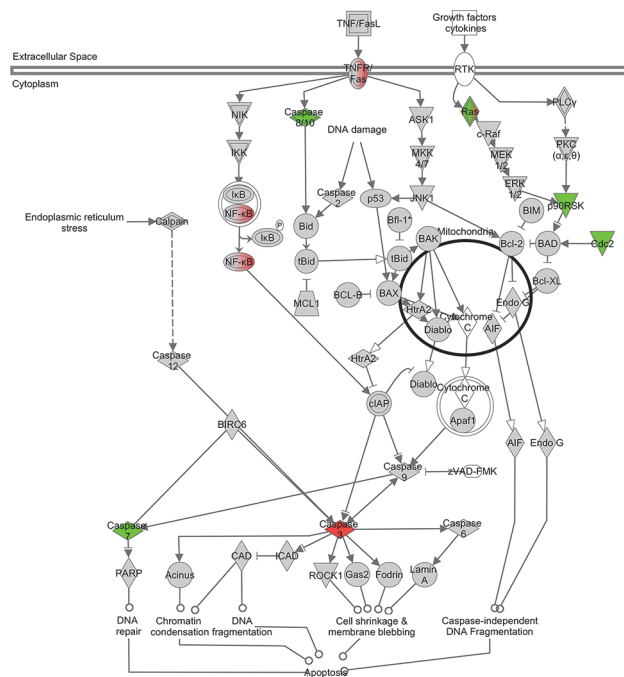 TNF/FasL
Growth factors
cytokines
Extracellular Space
Cytoplasm
TNFR/
Fas
RTK
NIK
Caspase
8/10
ASK1
Ras
PLCγ
DNA damage
c-Raf
IKK
MKK
4/7
MEK
1/2
PKC
(α,ε,θ)
IκB
NF-κB
Caspase
2
p53
JNK1
ERK
1/2
p90RSK
Endoplasmic reticulum
stress
Calpain
P
IκB
Bid
Bfl-1*
BIM
BAK
Mitochondria
Bcl-2
BAD
Cdc2
NF-κB
tBid
tBid
MCL1
BCL-B
BAX
Bcl-XL
HtrA2
Diablo
Cytochrome
C
Endo G
AIF
Caspase
12
HtrA2
Diablo
Cytochrome
C
cIAP
Apaf1
BIRC6
AIF
Endo G
Caspase
9
zVAD-FMK
Caspase
7
Caspase
3
Caspase
6
PARP
Acinus
CAD
ICAD
ROCK1
Gas2
Fodrin
Lamin
A
DNA
repair
Chromatin
condensation
DNA
fragmentation
Cell shrinkage &
membrane blebbing
Caspase-independent
DNA Fragmentation
Apoptosis